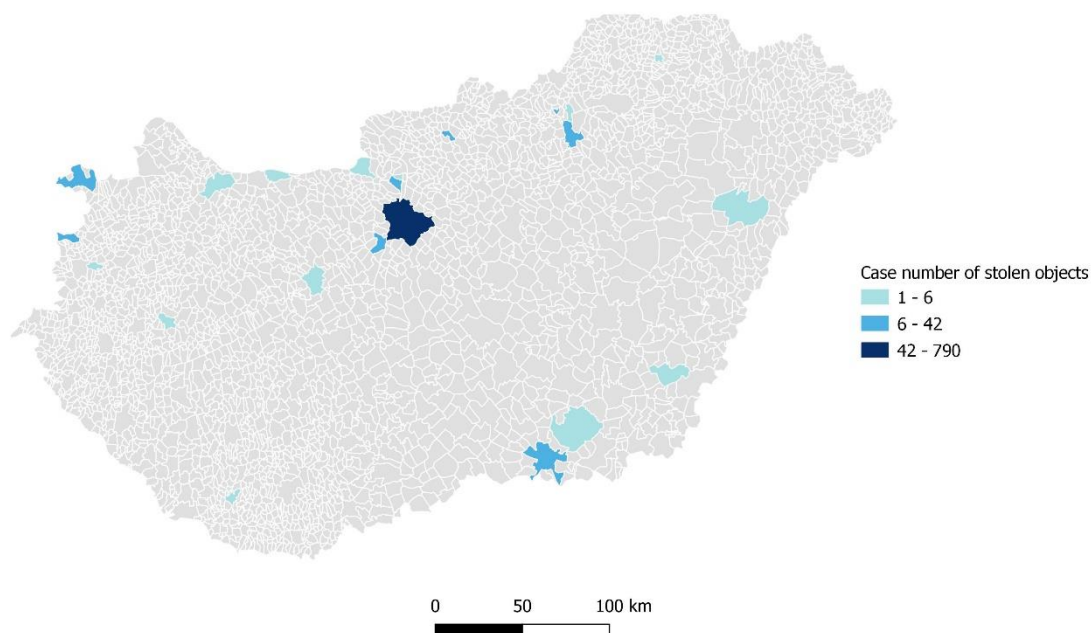 Case number of stolen objects
1 - 6
6 - 42
42 - 790
0 50 100 km